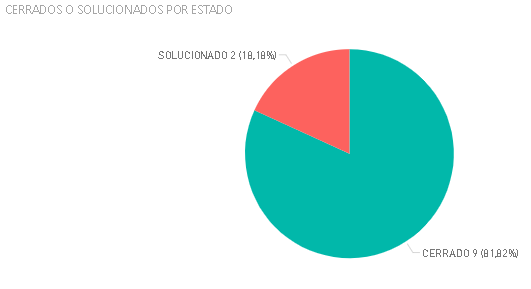 CERRADOS O SOLUCIONADOS POR ESTADO
SOLUCIONADO 2 (18,18%)
CERRADO 9 (81,82%)